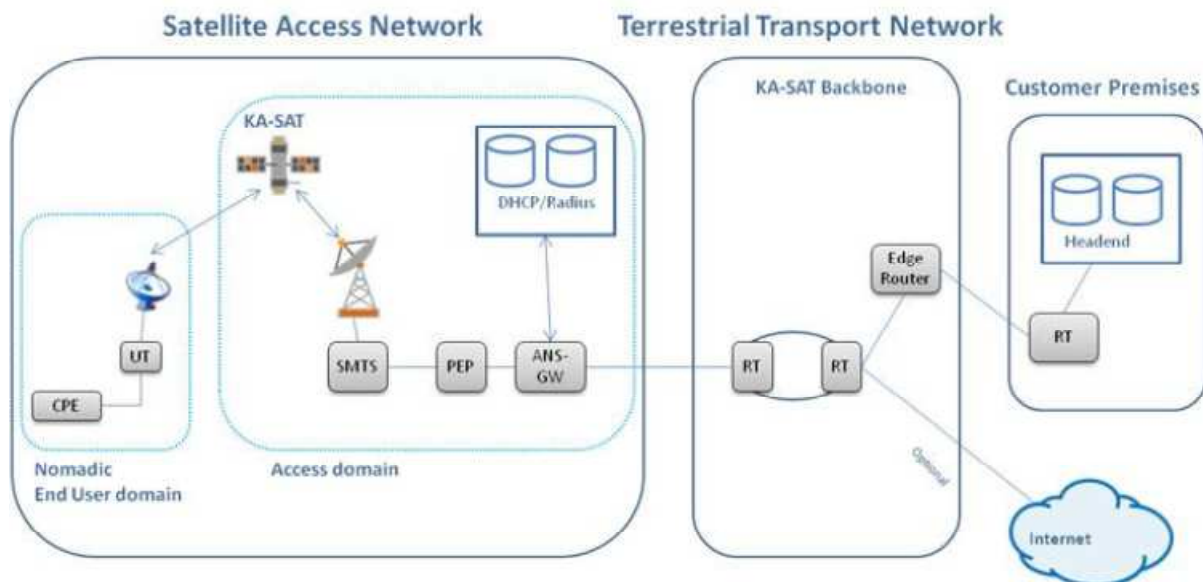 Satellite Access Network
Terrestrial Transport Network
KA-SAT
DHCP/Radius
UT
CPE
SMTS
PEP
ANS-
GW
Nomadic
End User domain
Access domain
KA-SAT Backbone
Edge
Router
RT
RT
Optional
Customer Premises
Headend
RT
Internet